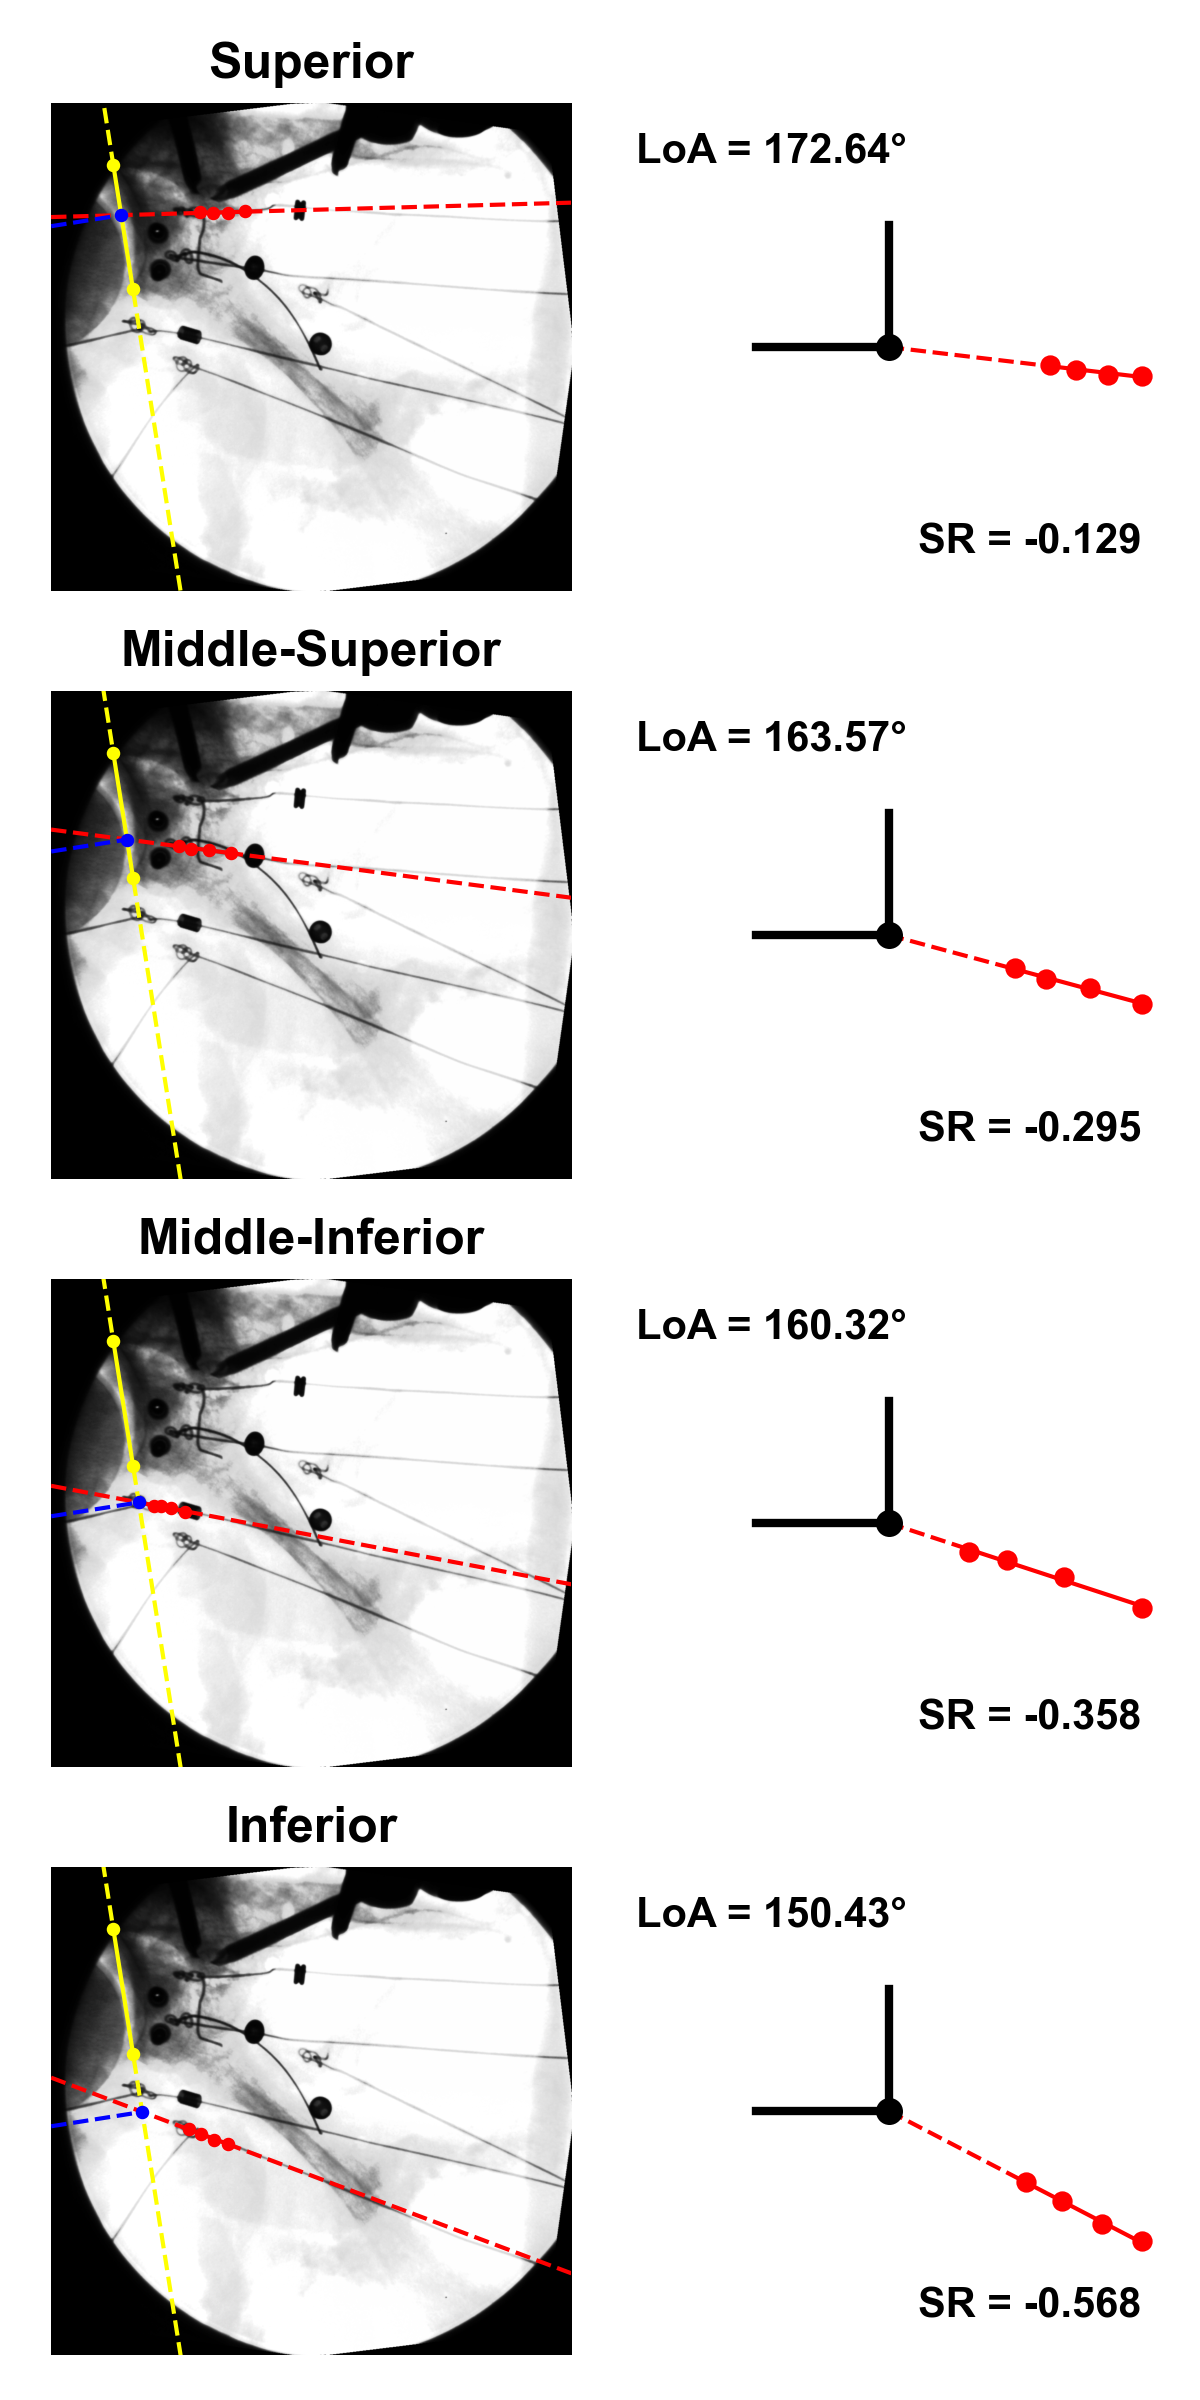 Superior
LoA = 172.64°
SR = -0.129
Middle-Superior
LoA = 163.57°
SR = -0.295
Middle-Inferior
LoA = 160.32°
SR = -0.358
Inferior
LoA = 150.43°
SR = -0.568